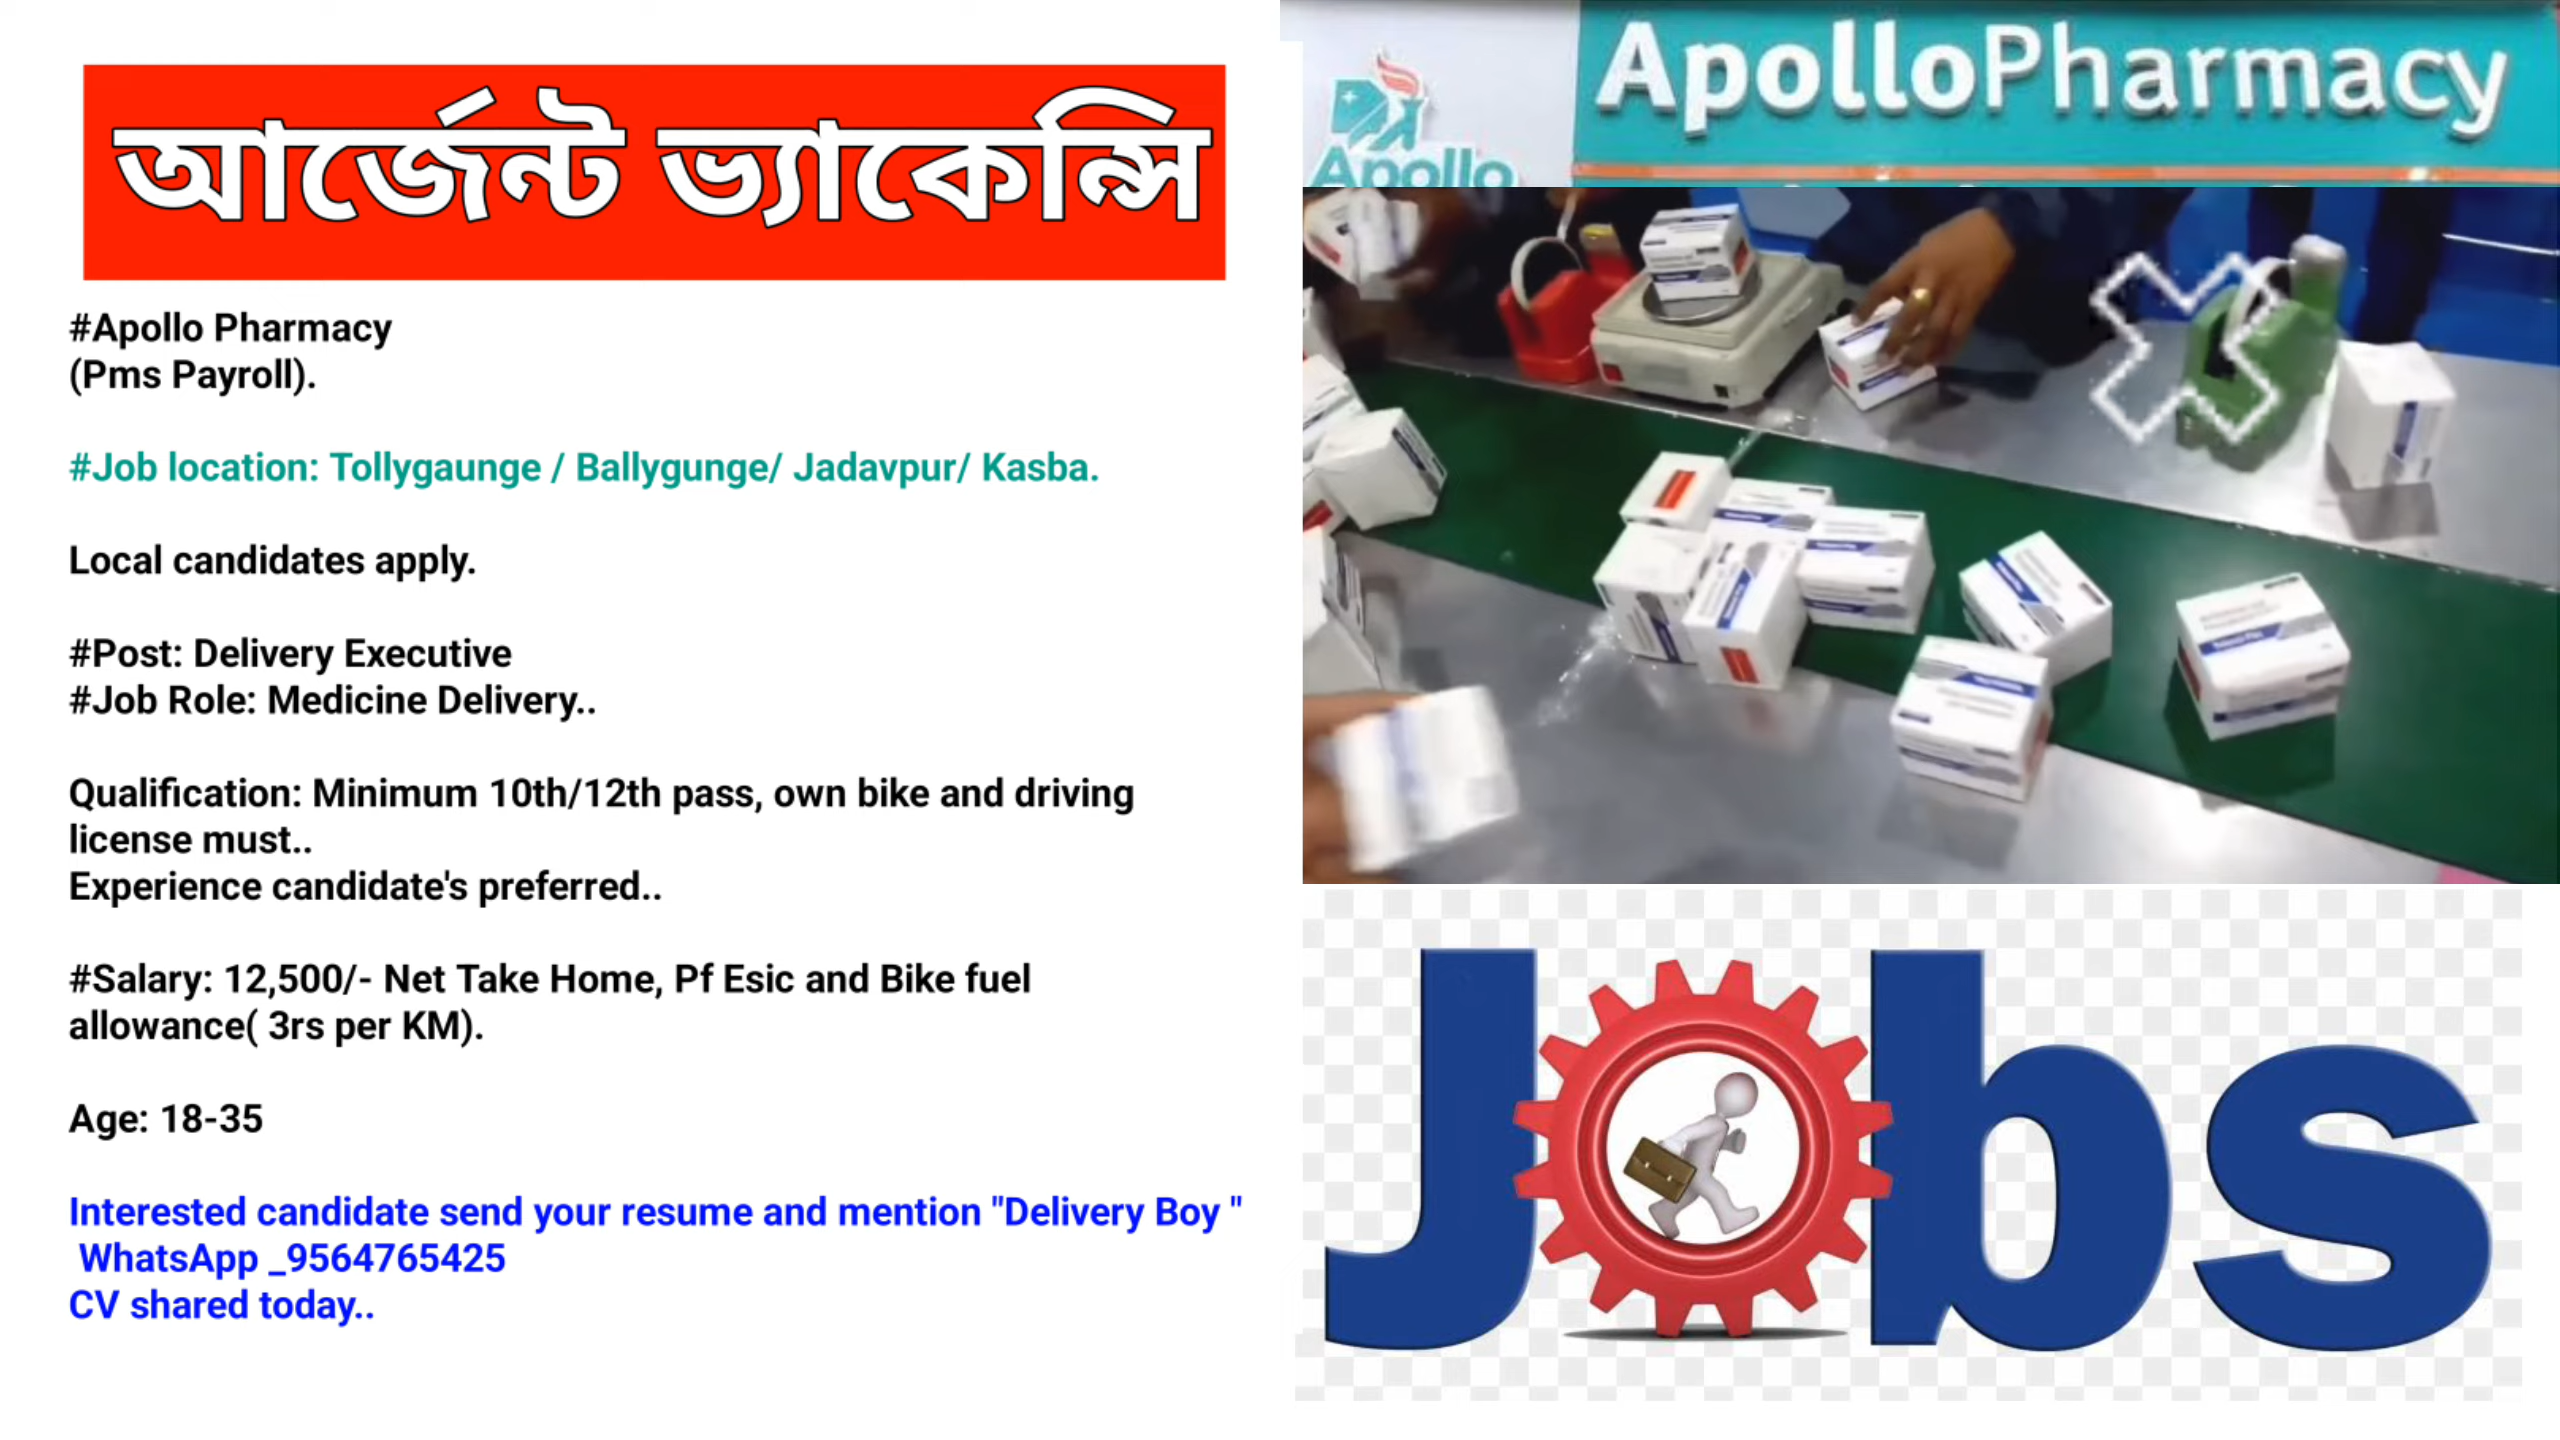 আর্জেন্ট ভ্যাকেন্সি
#Apollo Pharmacy
(Pms Payroll).
#Job location: Tollygaunge / Ballygunge/ Jadavpur/ Kasba.
Local candidates apply.
#Post: Delivery Executive
#Job Role: Medicine Delivery..
Qualification: Minimum 10th/12th pass, own bike and driving
license must..
Experience candidate's preferred..
#Salary: 12,500/- Net Take Home, Pf Esic and Bike fuel
allowance( 3rs per KM).
Age: 18-35
Interested candidate send your resume and mention "Delivery Boy "
WhatsApp _9564765425
CV shared today..
ApolloPharmacy
Apollo
Jobs